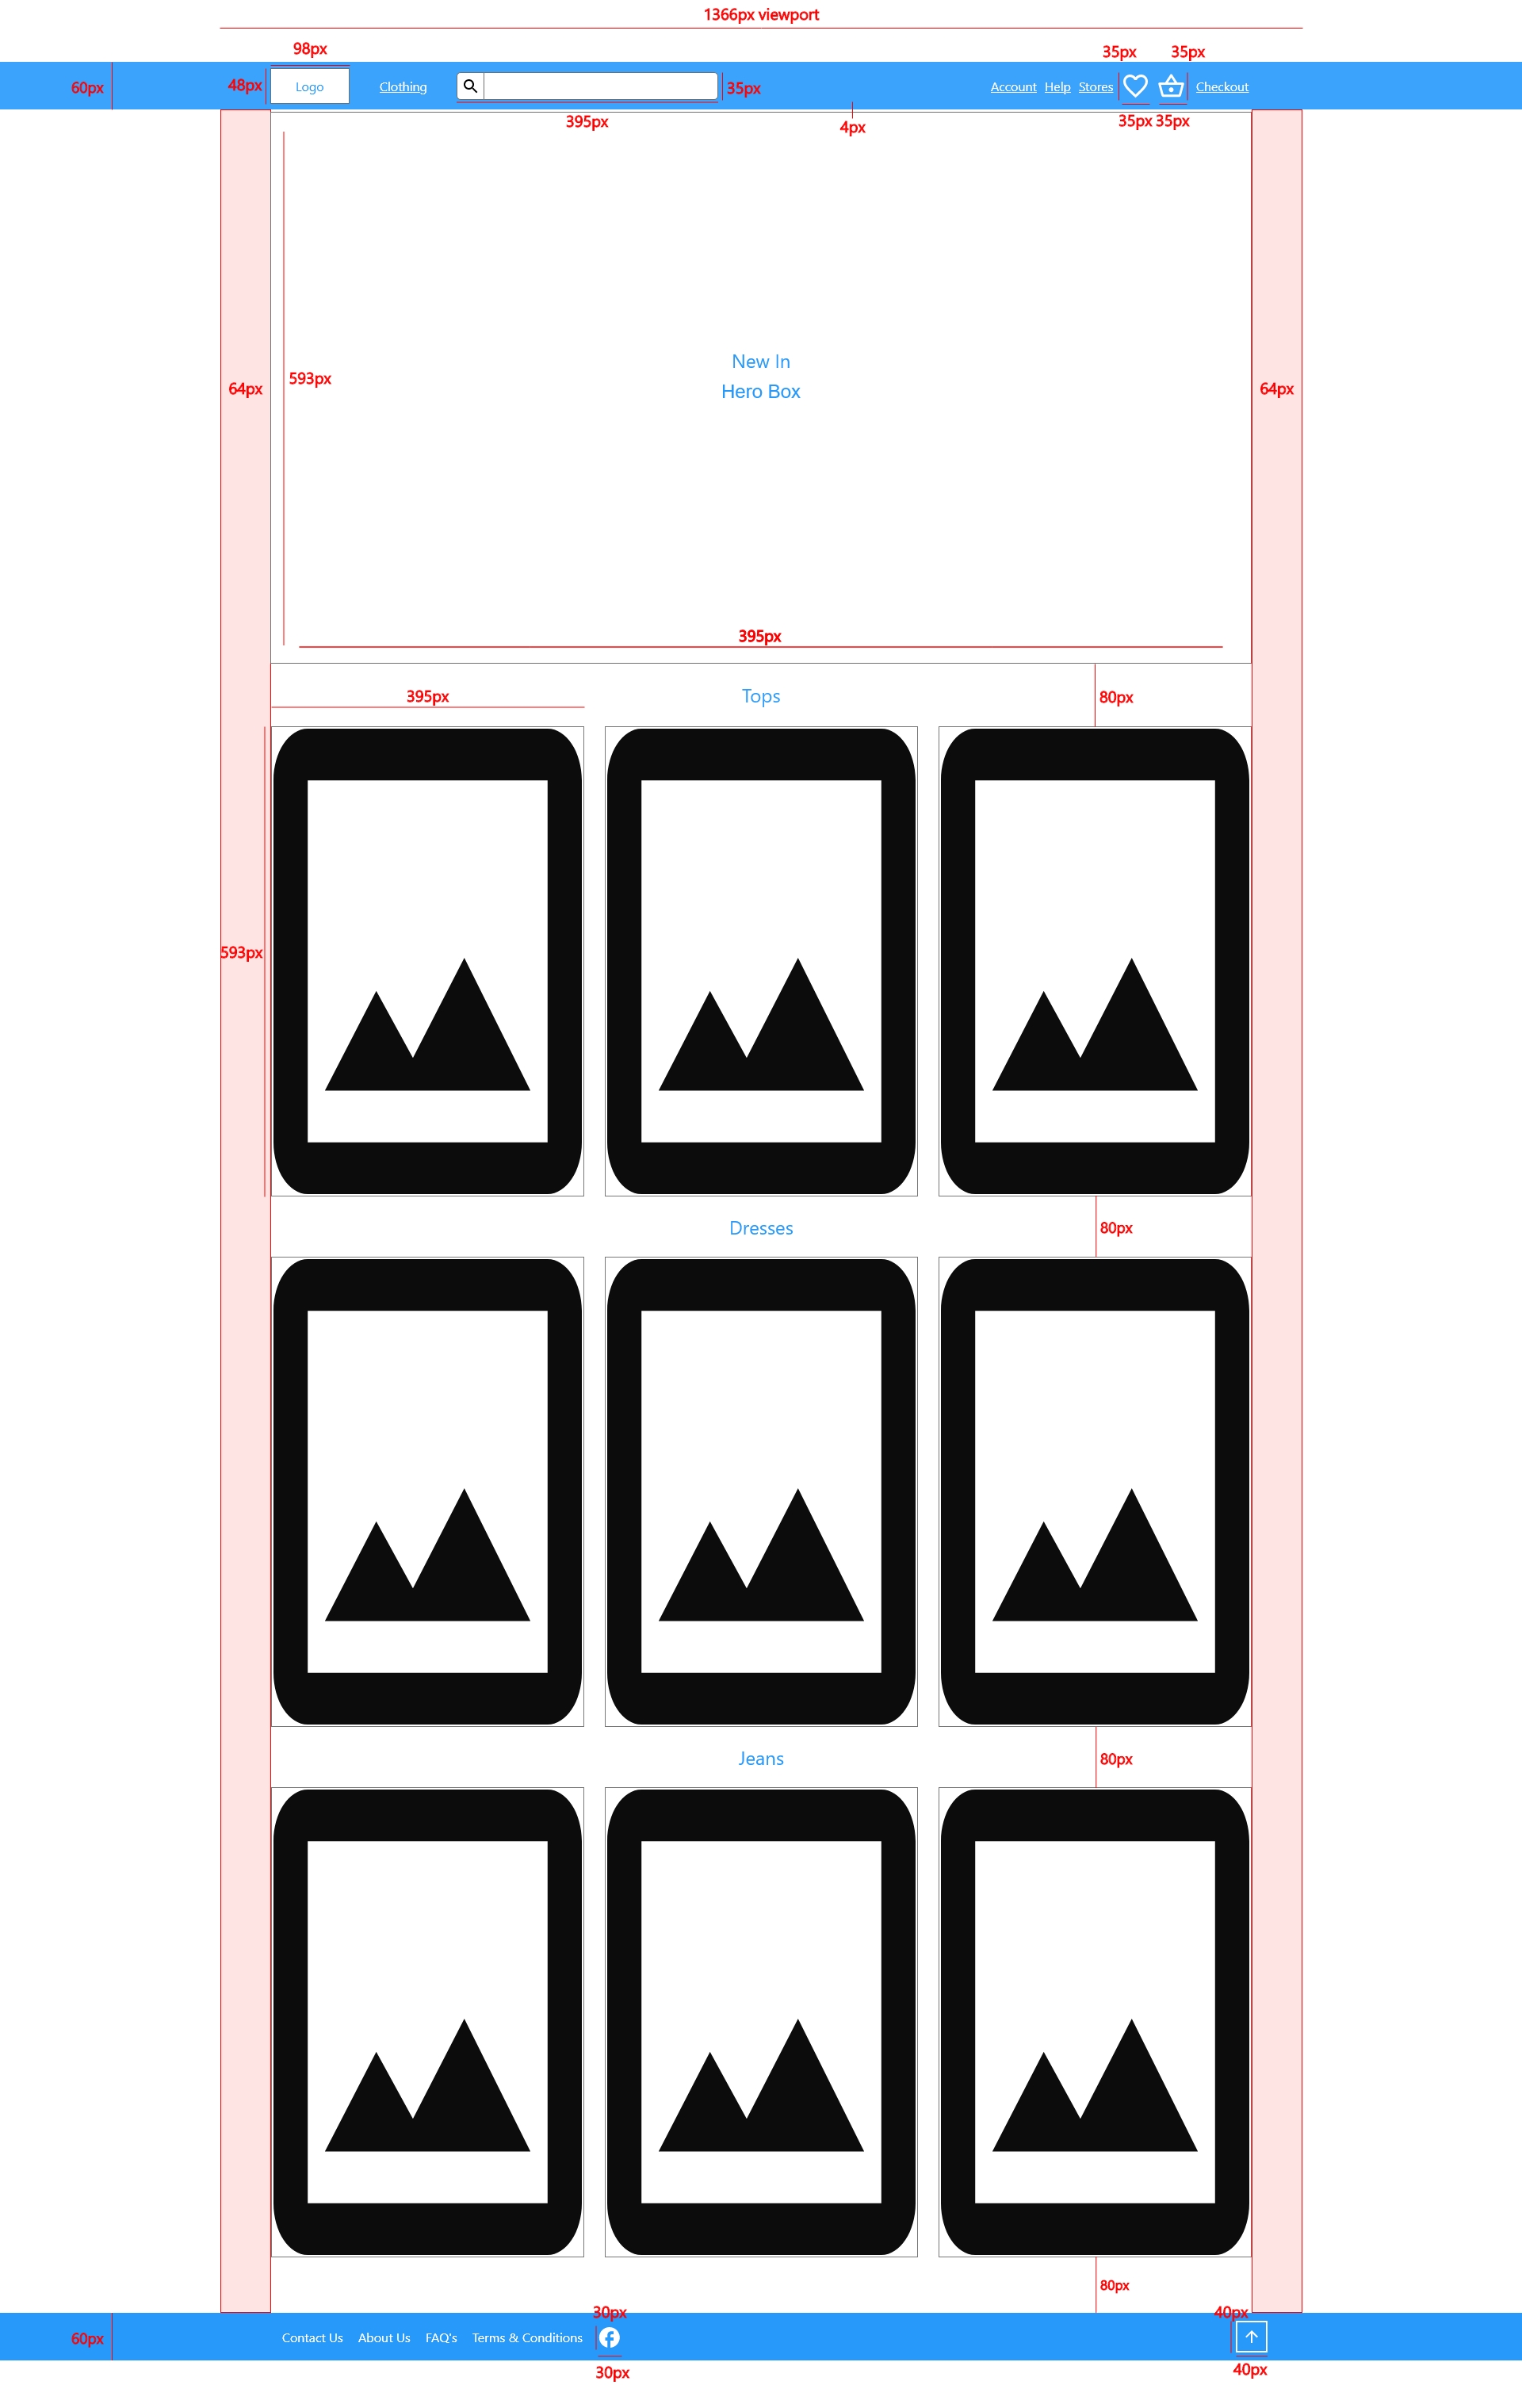 1366px viewport
98px
35px
35px
60px
48px
Logo
Clothing
35px
Account
Help
Stores
Checkout
395px
4px
35px
35px
New In
Hero Box
593px
64px
64px
395px
395px
Tops
80px
593px
Dresses
80px
Jeans
80px
80px
30px
40px
60px
Contact Us
About Us
FAQ's
Terms & Conditions
30px
40px